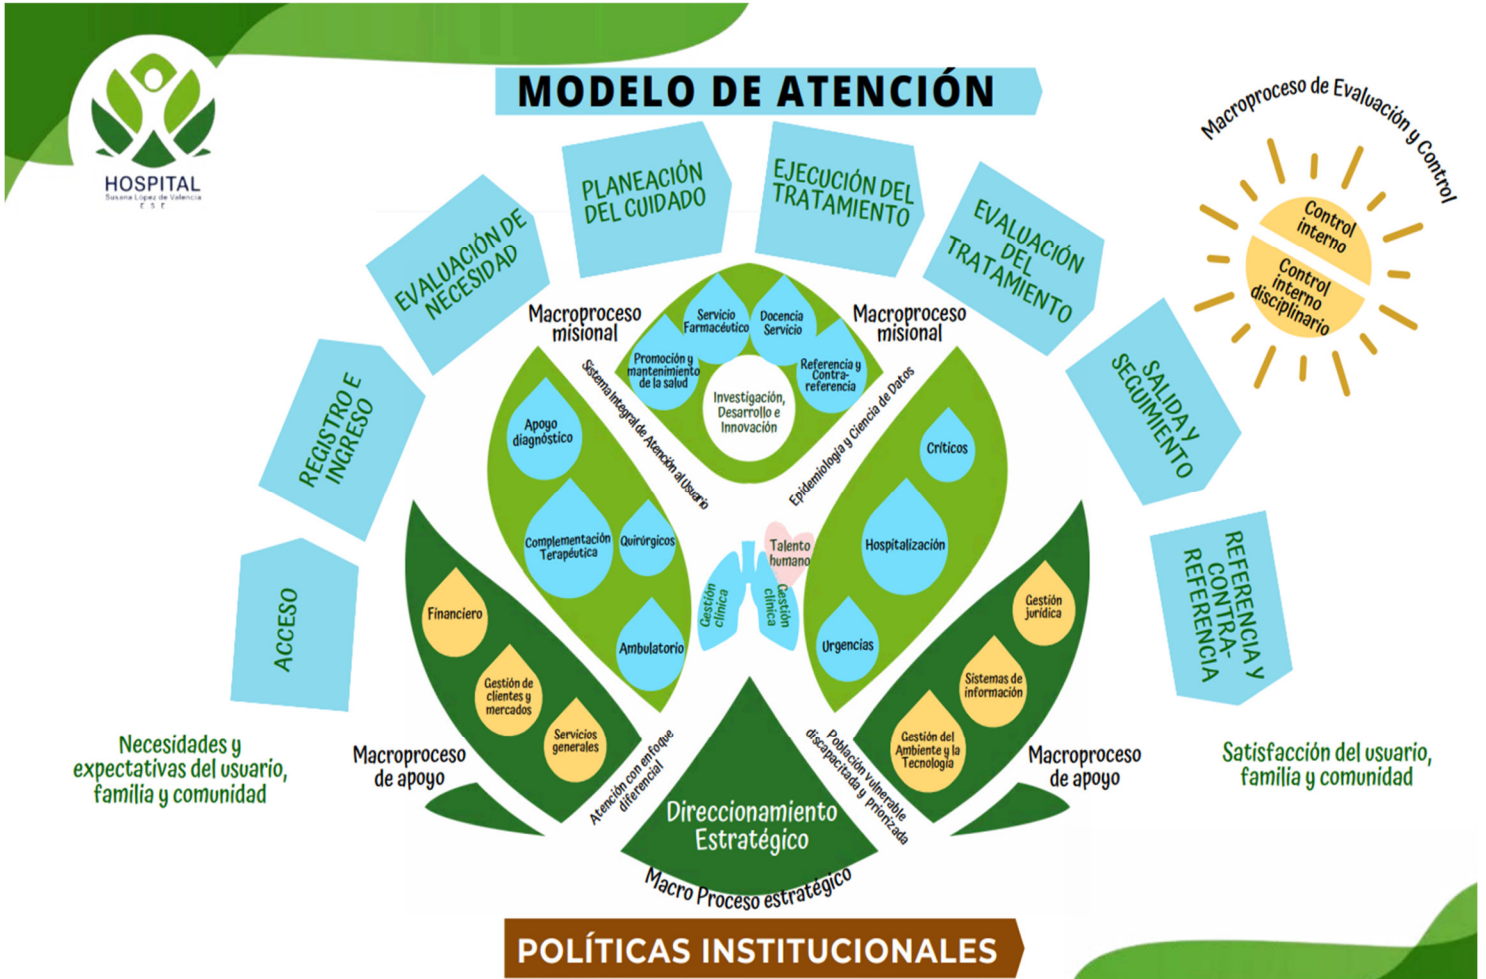 HOSPITAL
Susana López de Valencia
E S E
MODELO DE ATENCIÓN
Macroproceso de Evaluación y Control
Control
interno
Control
interno
disciplinario
ACCESO
REGISTRO E
INGRESO
EVALUACIÓN DE
NECESIDAD
PLANEACIÓN
DEL CUIDADO
EJECUCIÓN DEL
TRATAMIENTO
EVALUACIÓN
DEL
TRATAMIENTO
SALIDA Y
SEGUIMIENTO
REFERENCIA Y
CONTRA-
REFERENCIA
Macroproceso
misional
Macroproceso
misional
Servicio
Farmacéutico
Docencia
Servicio
Promoción y
mantenimiento
de la salud
Referencia y
Contra-
referencia
Investigación,
Desarrollo e
Innovación
Sistema Integral de Atención al Usuario
Epidemiología y Ciencia de Datos
Apoyo
diagnóstico
Complementación
Terapéutica
Quirúrgicos
Ambulatorio
Críticos
Hospitalización
Urgencias
Talento
humano
Gestión
clínica
Gestión
clínica
Financiero
Gestión de
clientes y
mercados
Servicios
generales
Gestión
jurídica
Sistemas de
información
Gestión del
Ambiente y la
Tecnología
Necesidades y
expectativas del usuario,
familia y comunidad
Macroproceso
de apoyo
Atención con enfoque
diferencial
Población vulnerable
discapacitada y priorizada
Macroproceso
de apoyo
Satisfacción del usuario,
familia y comunidad
Direccionamiento
Estratégico
Macro Proceso estratégico
POLÍTICAS INSTITUCIONALES